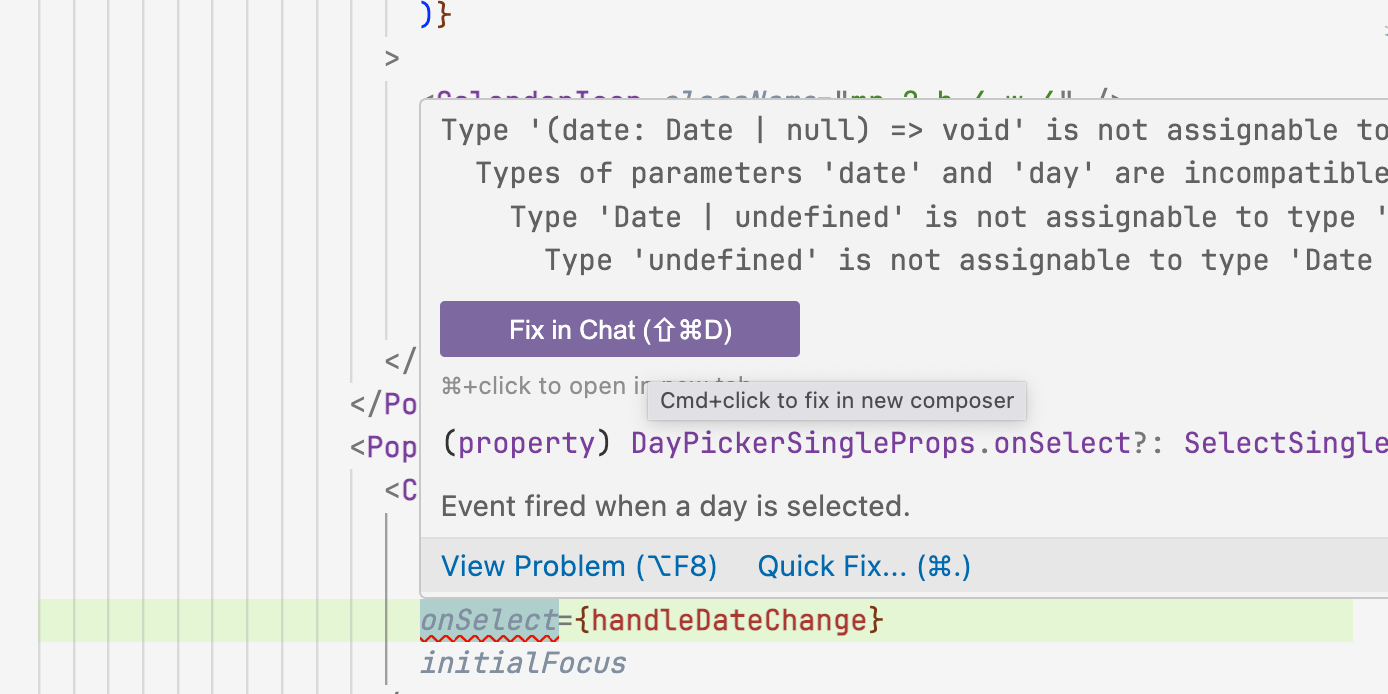 )}
>
Type '(date: Date | null) => void' is not assignable to
Types of parameters 'date' and 'day' are incompatible
Type 'Date | undefined' is not assignable to type '
Type 'undefined' is not assignable to type 'Date
Fix in Chat (⇧⌘D)
</
⌘+click to open in new tab
Cmd+click to fix in new composer
</Po
<Pop
(property) DayPickerSingleProps.onSelect?: SelectSingle
<C
Event fired when a day is selected.
View Problem (⌥F8) Quick Fix... (⌘.)
onSelect={handleDateChange}
initialFocus